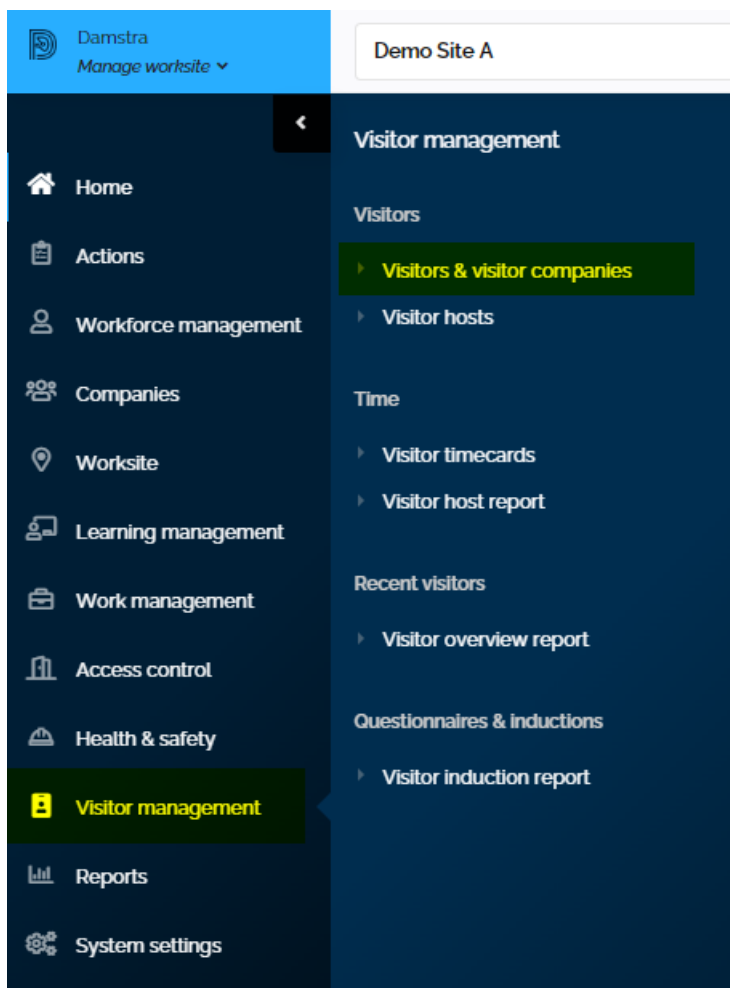 Damstra
Manage worksite
Demo Site A
Home
Actions
Workforce management
Companies
Worksite
Learning management
Work management
Access control
Health & safety
Visitor management
Reports
System settings
Visitor management
Visitors
Visitors & visitor companies
Visitor hosts
Time
Visitor timecards
Visitor host report
Recent visitors
Visitor overview report
Questionnaires & inductions
Visitor induction report